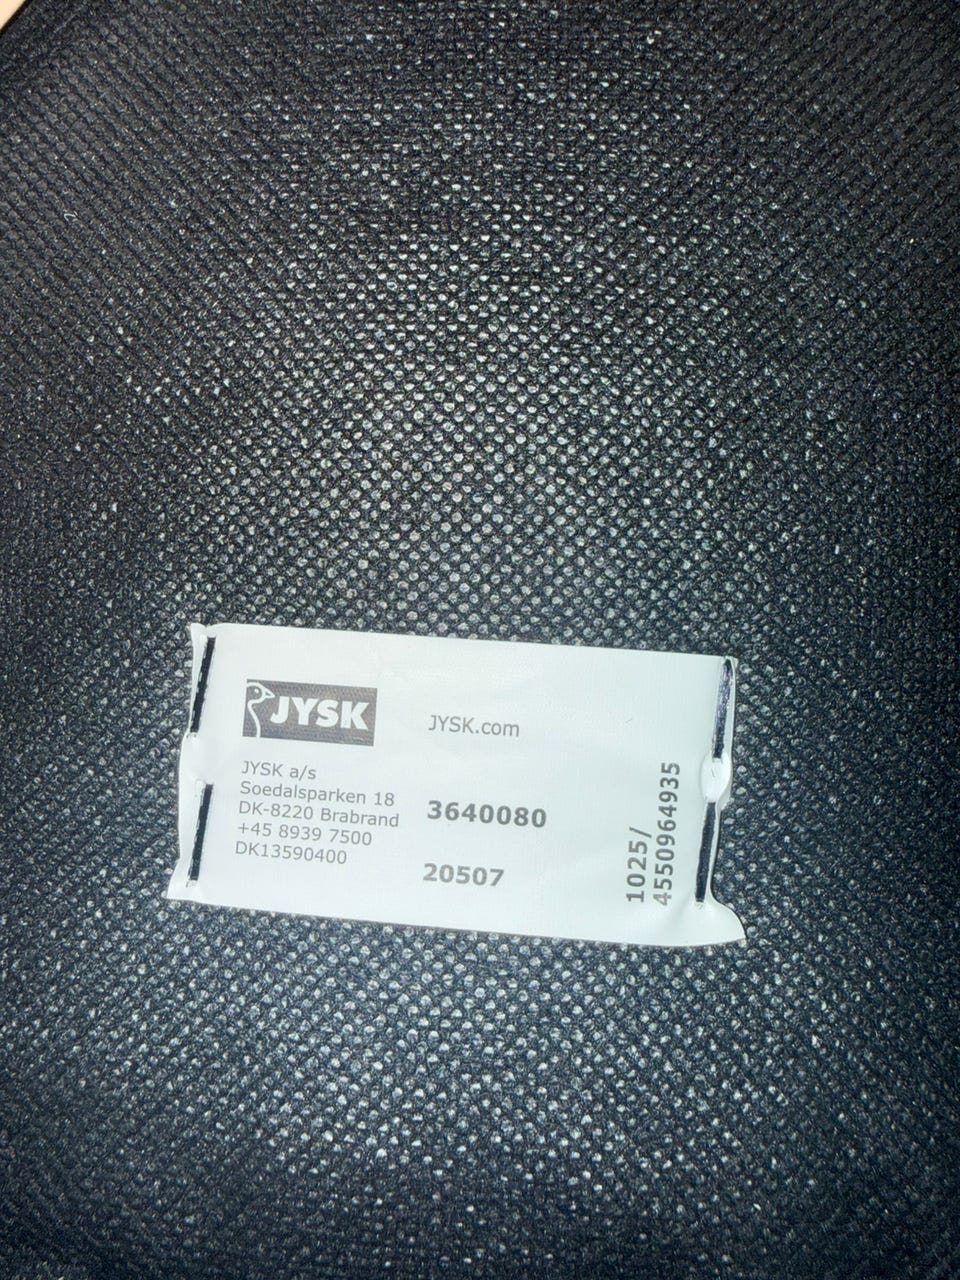 JYSK
JYSK.com
JYSK a/s
Soedalsparken 18
DK-8220 Brabrand
+45 8939 7500
DK13590400
3640080
20507
1025/
4550964935